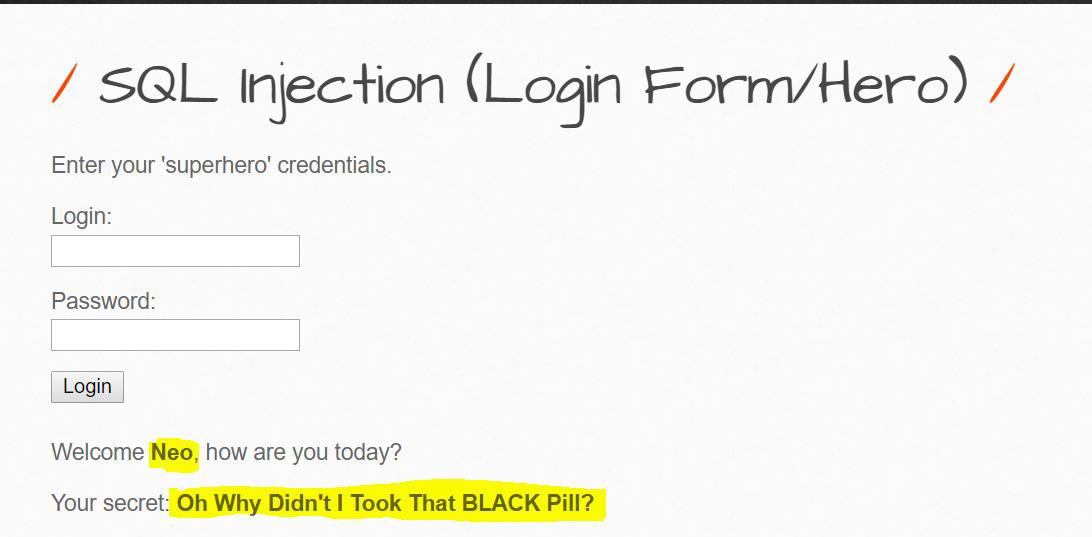 / SQL Injection (Login Form/Hero) /
Enter your 'superhero' credentials.
Login:
Password:
Login
Welcome Neo, how are you today?
Your secret: Oh Why Didn't I Took That BLACK Pill?